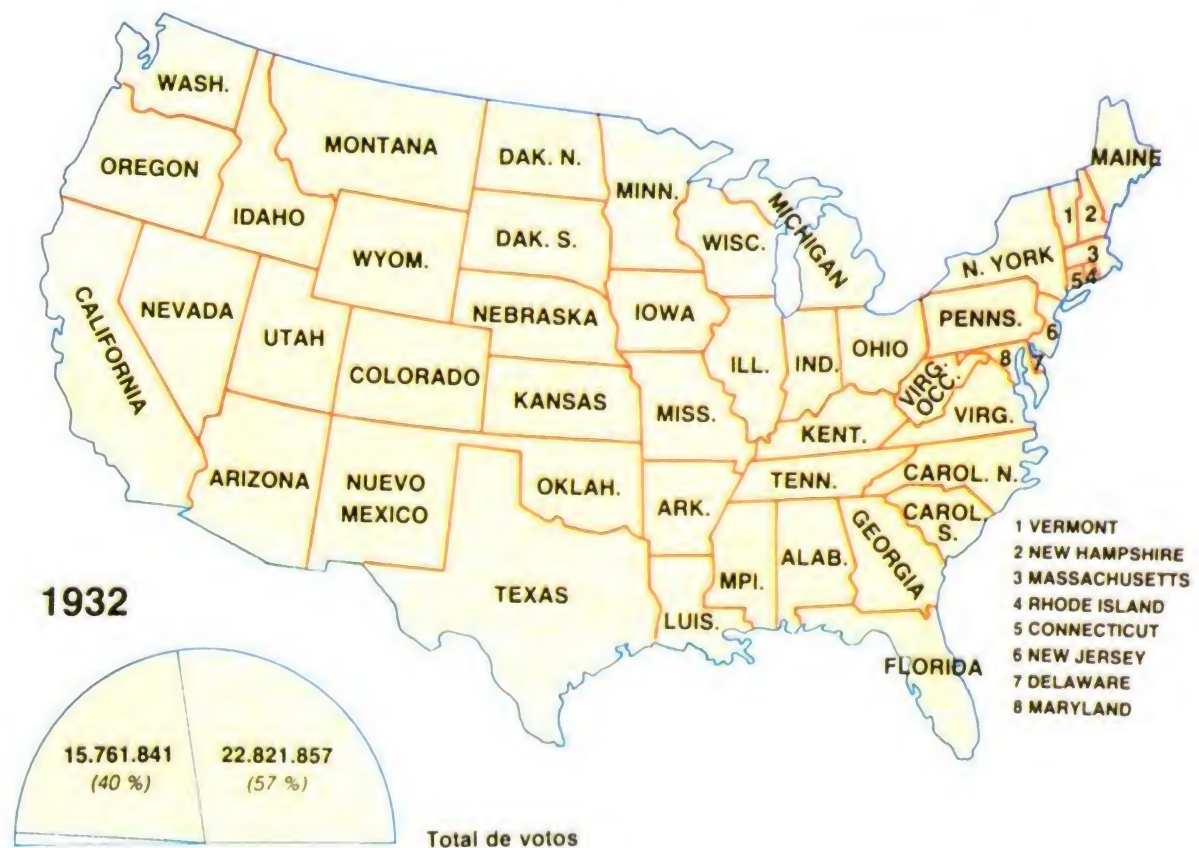 WASH.
MONTANA
DAK. N.
MINN.
MAINE
OREGON
IDAHO
DAK. S.
WISC.
MICHIGAN
1
2
WYOM.
N. YORK
3
5
4
NEVADA
NEBRASKA
IOWA
PENNS.
6
CALIFORNIA
UTAH
COLORADO
ILL.
IND.
OHIO
8
7
VIRG.
OCC.
KANSAS
MISS.
VIRG.
KENT.
ARIZONA
NUEVO
MEXICO
OKLAH.
TENN.
CAROL. N.
ARK.
CAROL.
S.
GEORGIA
TEXAS
MPI.
ALAB.
LUIS.
FLORIDA
1 VERMONT
2 NEW HAMPSHIRE
3 MASSACHUSETTS
4 RHODE ISLAND
5 CONNECTICUT
6 NEW JERSEY
7 DELAWARE
8 MARYLAND
1932
15.761.841
(40 %)
22.821.857
(57 %)
Total de votos